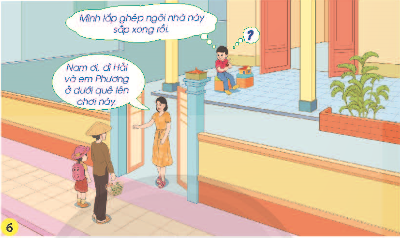 Mình lắp ghép ngôi nhà này
sắp xong rồi.
?
Nam ơi, dì Hải
và em Phương
ở dưới quê lên
chơi này.
6